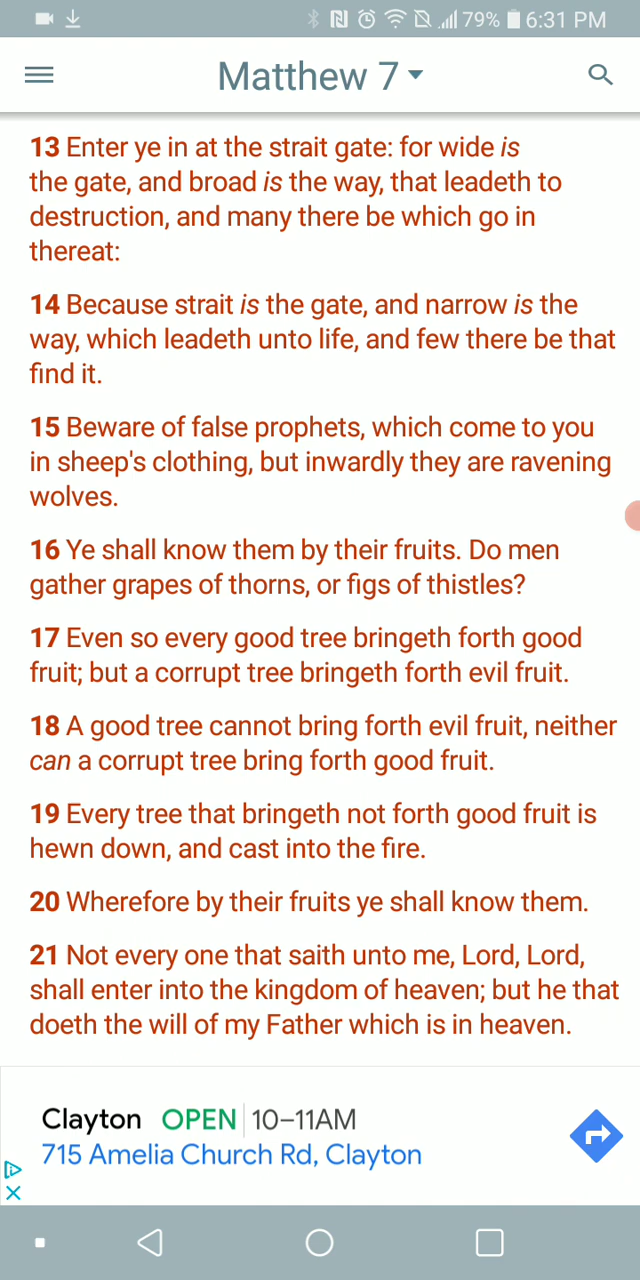 79% 6:31 PM
Matthew 7
13 Enter ye in at the strait gate: for wide is
the gate, and broad is the way, that leadeth to
destruction, and many there be which go in
thereat:
14 Because strait is the gate, and narrow is the
way, which leadeth unto life, and few there be that
find it.
15 Beware of false prophets, which come to you
in sheep's clothing, but inwardly they are ravening
wolves.
16 Ye shall know them by their fruits. Do men
gather grapes of thorns, or figs of thistles?
17 Even so every good tree bringeth forth good
fruit; but a corrupt tree bringeth forth evil fruit.
18 A good tree cannot bring forth evil fruit, neither
can a corrupt tree bring forth good fruit.
19 Every tree that bringeth not forth good fruit is
hewn down, and cast into the fire.
20 Wherefore by their fruits ye shall know them.
21 Not every one that saith unto me, Lord, Lord,
shall enter into the kingdom of heaven; but he that
doeth the will of my Father which is in heaven.
Clayton OPEN 10–11AM
715 Amelia Church Rd, Clayton